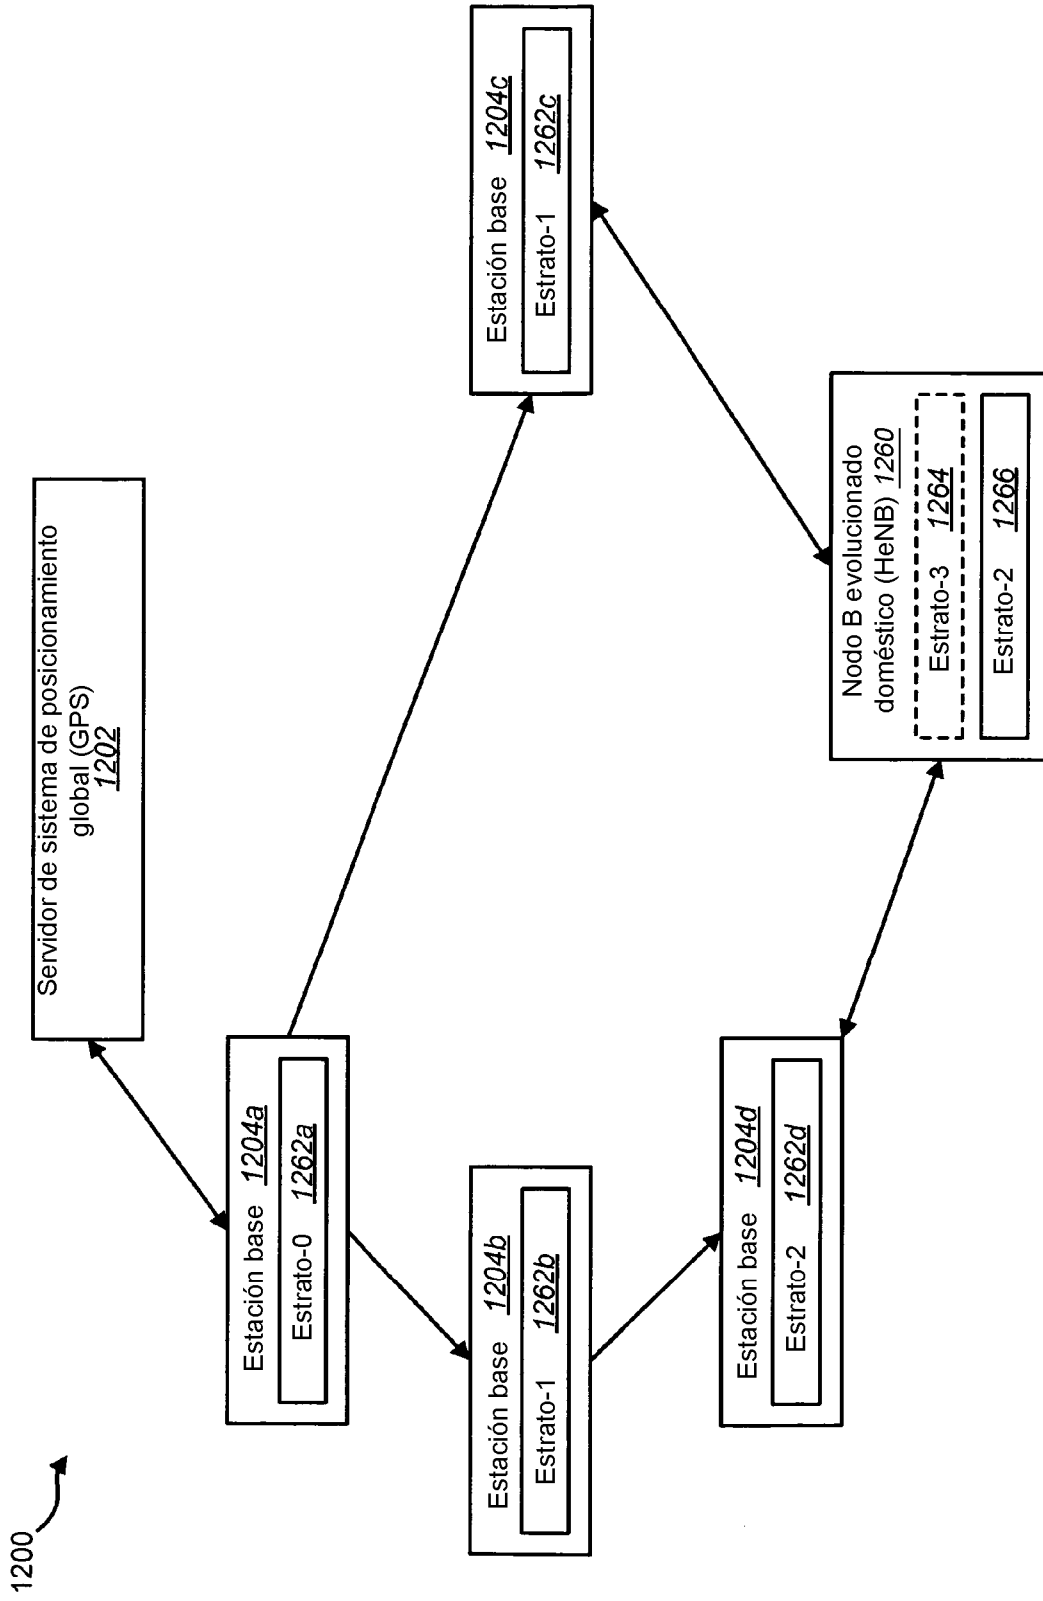 1200
Servidor de sistema de posicionamiento
global (GPS)
1202
Estación base 1204a
Estrato-0 1262a
Estación base 1204b
Estrato-1 1262b
Estación base 1204c
Estrato-1 1262c
Estación base 1204d
Estrato-2 1262d
Nodo B evolucionado
doméstico (HeNB) 1260
Estrato-3 1264
Estrato-2 1266